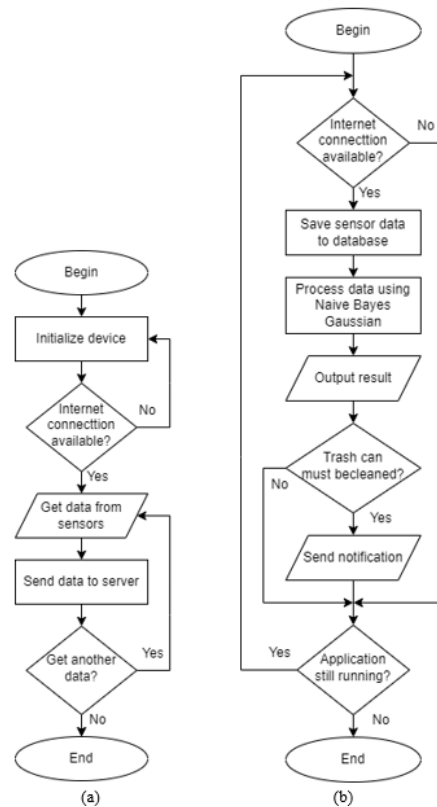 Begin
Initialize device
Internet
connecttion
available?
No
Yes
Get data from
sensors
Send data to server
Get another
data?
Yes
No
End
(a)
Begin
Internet
connecttion
available?
No
Yes
Save sensor data
to database
Process data using
Naive Bayes
Gaussian
Output result
Trash can
must becleaned?
No
Yes
Send notification
Application
still running?
Yes
No
End
(b)